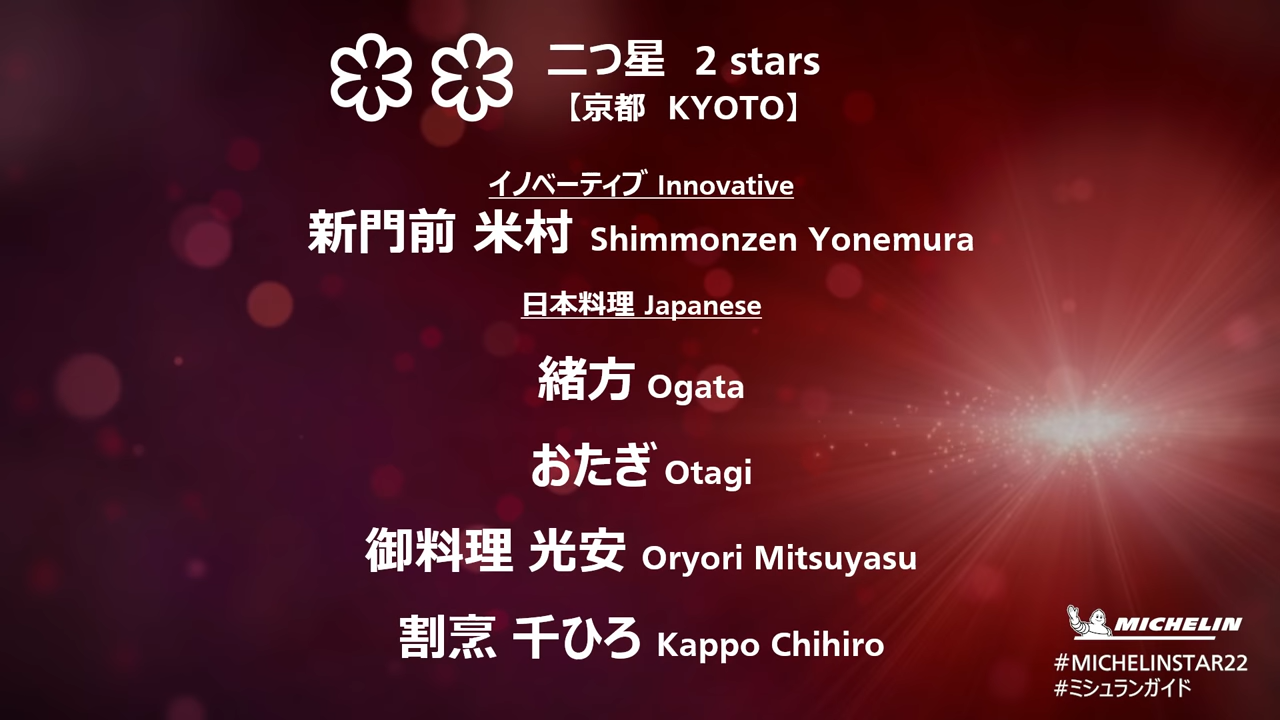 二つ星 2 stars
【京都 KYOTO】
イノベーティブ Innovative
新門前 米村 Shimmonzen Yonemura
日本料理 Japanese
緒方 Ogata
おたぎ Otagi
御料理 光安 Oryori Mitsuyasu
割烹 千ひろ Kappo Chihiro
MICHELIN
#MICHELINSTAR22
#ミシュランガイド